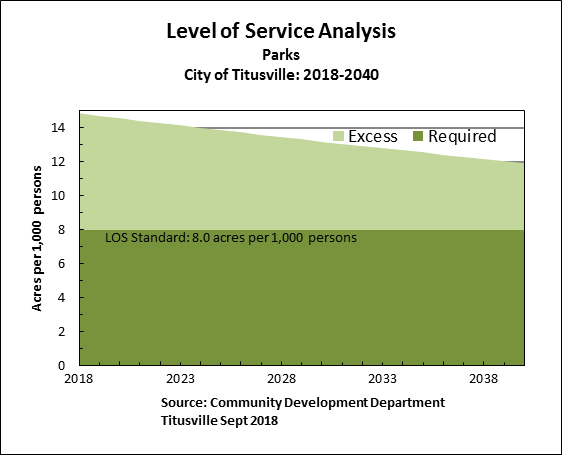 Level of Service Analysis
Parks
City of Titusville: 2018-2040
Acres per 1,000 persons
14
12
10
8
6
4
2
0
Excess Required
LOS Standard: 8.0 acres per 1,000 persons
2018 2023 2028 2033 2038
Source: Community Development Department
Titusville Sept 2018